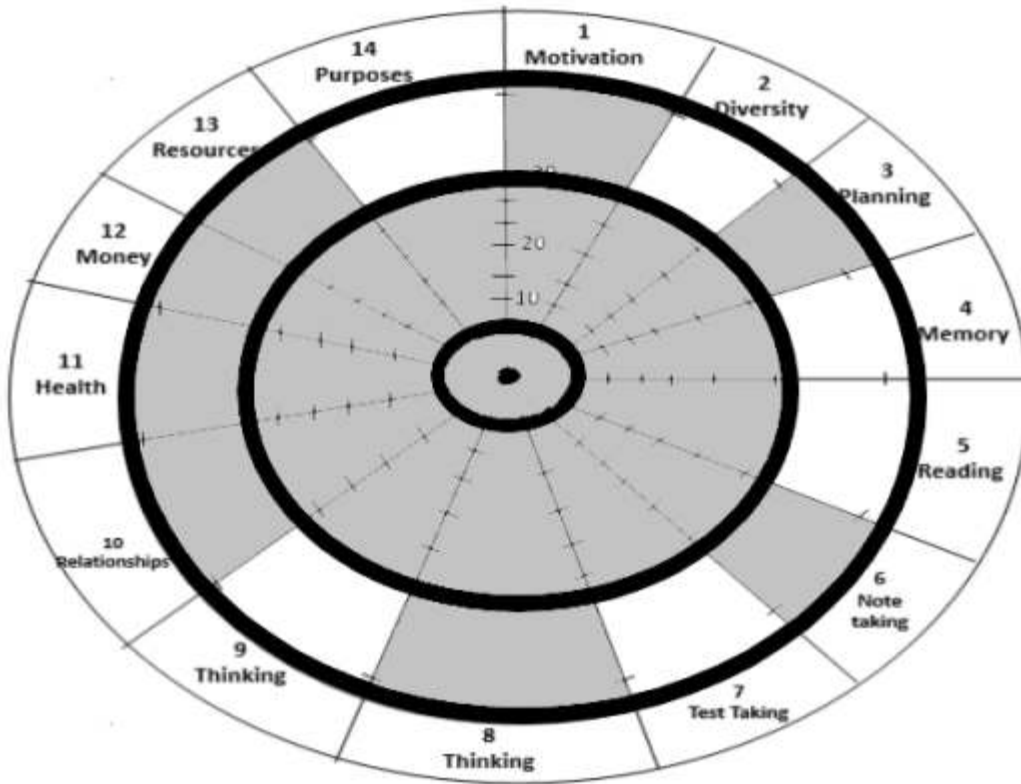 1
Motivation
2
Diversity
3
Planning
4
Memory
5
Reading
6
Note
taking
7
Test Taking
8
Thinking
9
Thinking
10
Relationships
11
Health
12
Money
13
Resources
14
Purposes
20
10